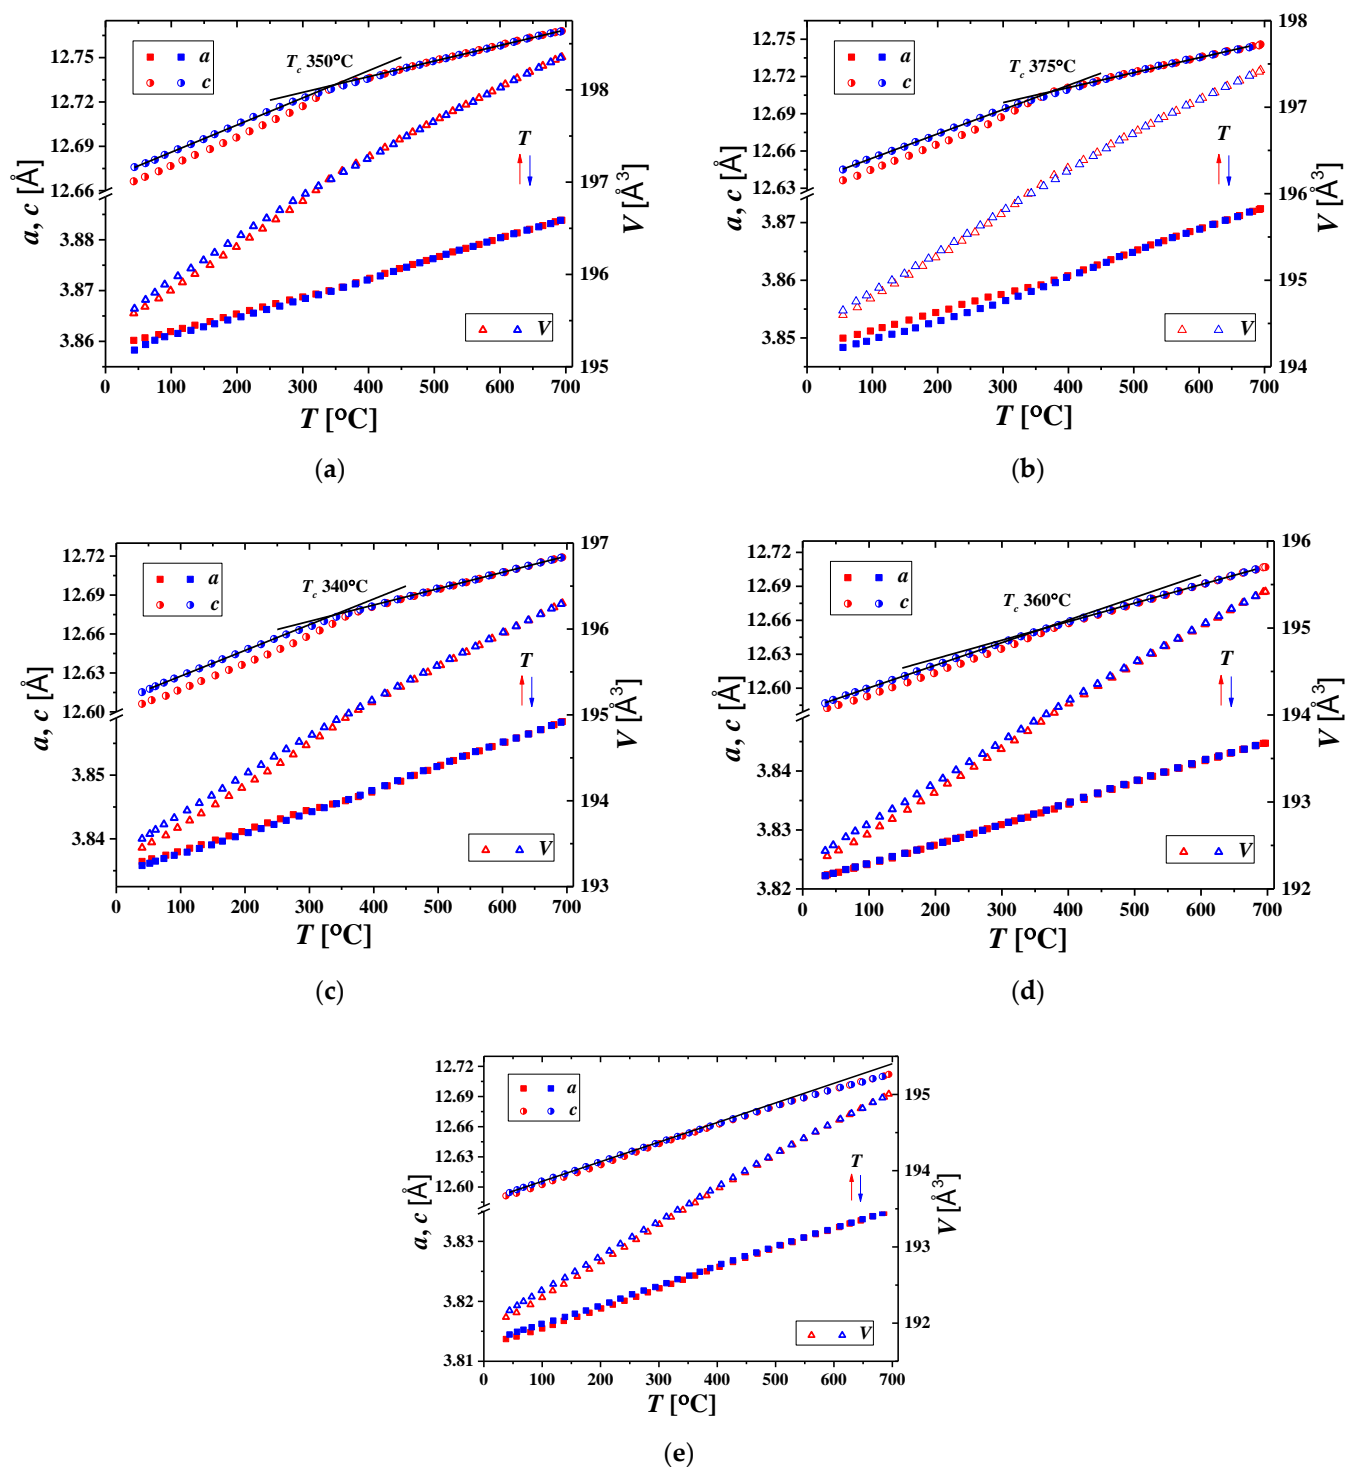 12.75
12.72
12.69
12.66
3.88
3.87
3.86
a, c [Å]
a
c
T_c 350°C
T
V
198
197
196
195
V [Å³]
0 100 200 300 400 500 600 700
T [°C]
(a)
12.75
12.72
12.69
12.66
12.63
3.87
3.86
3.85
a, c [Å]
a
c
T_c 375°C
T
V
198
197
196
195
194
V [Å³]
0 100 200 300 400 500 600 700
T [°C]
(b)
12.72
12.69
12.66
12.63
12.60
3.85
3.84
a, c [Å]
a
c
T_c 340°C
T
V
197
196
195
194
193
V [Å³]
0 100 200 300 400 500 600 700
T [°C]
(c)
12.72
12.69
12.66
12.63
12.60
3.84
3.83
3.82
a, c [Å]
a
c
T_c 360°C
T
V
196
195
194
193
192
V [Å³]
0 100 200 300 400 500 600 700
T [°C]
(d)
12.72
12.69
12.66
12.63
12.60
3.83
3.82
3.81
a, c [Å]
a
c
T
V
195
194
193
192
V [Å³]
0 100 200 300 400 500 600 700
T [°C]
(e)